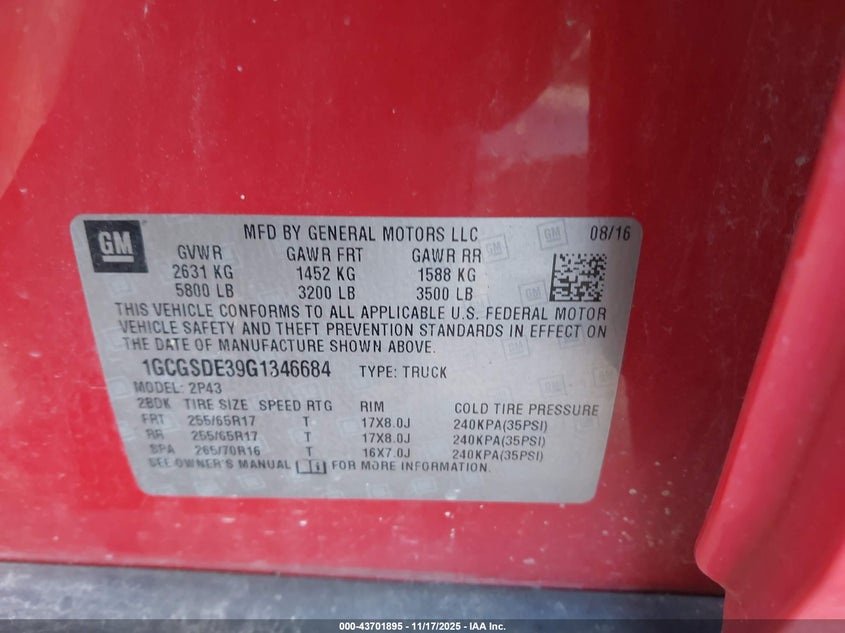 GM
MFD BY GENERAL MOTORS LLC 08/16
GVWR GAWR FRT GAWR RR
2631 KG 1452 KG 1588 KG
5800 LB 3200 LB 3500 LB
THIS VEHICLE CONFORMS TO ALL APPLICABLE U.S. FEDERAL MOTOR
VEHICLE SAFETY AND THEFT PREVENTION STANDARDS IN EFFECT ON
THE DATE OF MANUFACTURE SHOWN ABOVE.
1GCGSDE39G1346684 TYPE: TRUCK
MODEL: 2P43
2BDK TIRE SIZE SPEED RTG RIM COLD TIRE PRESSURE
FRT 255/65R17 T 17X8.0J 240KPA(35PSI)
RR 255/65R17 T 17X8.0J 240KPA(35PSI)
SPA 265/70R16 T 16X7.0J 240KPA(35PSI)
SEE OWNER'S MANUAL FOR MORE INFORMATION.
000-43701895 - 11/17/2025 - IAA Inc.